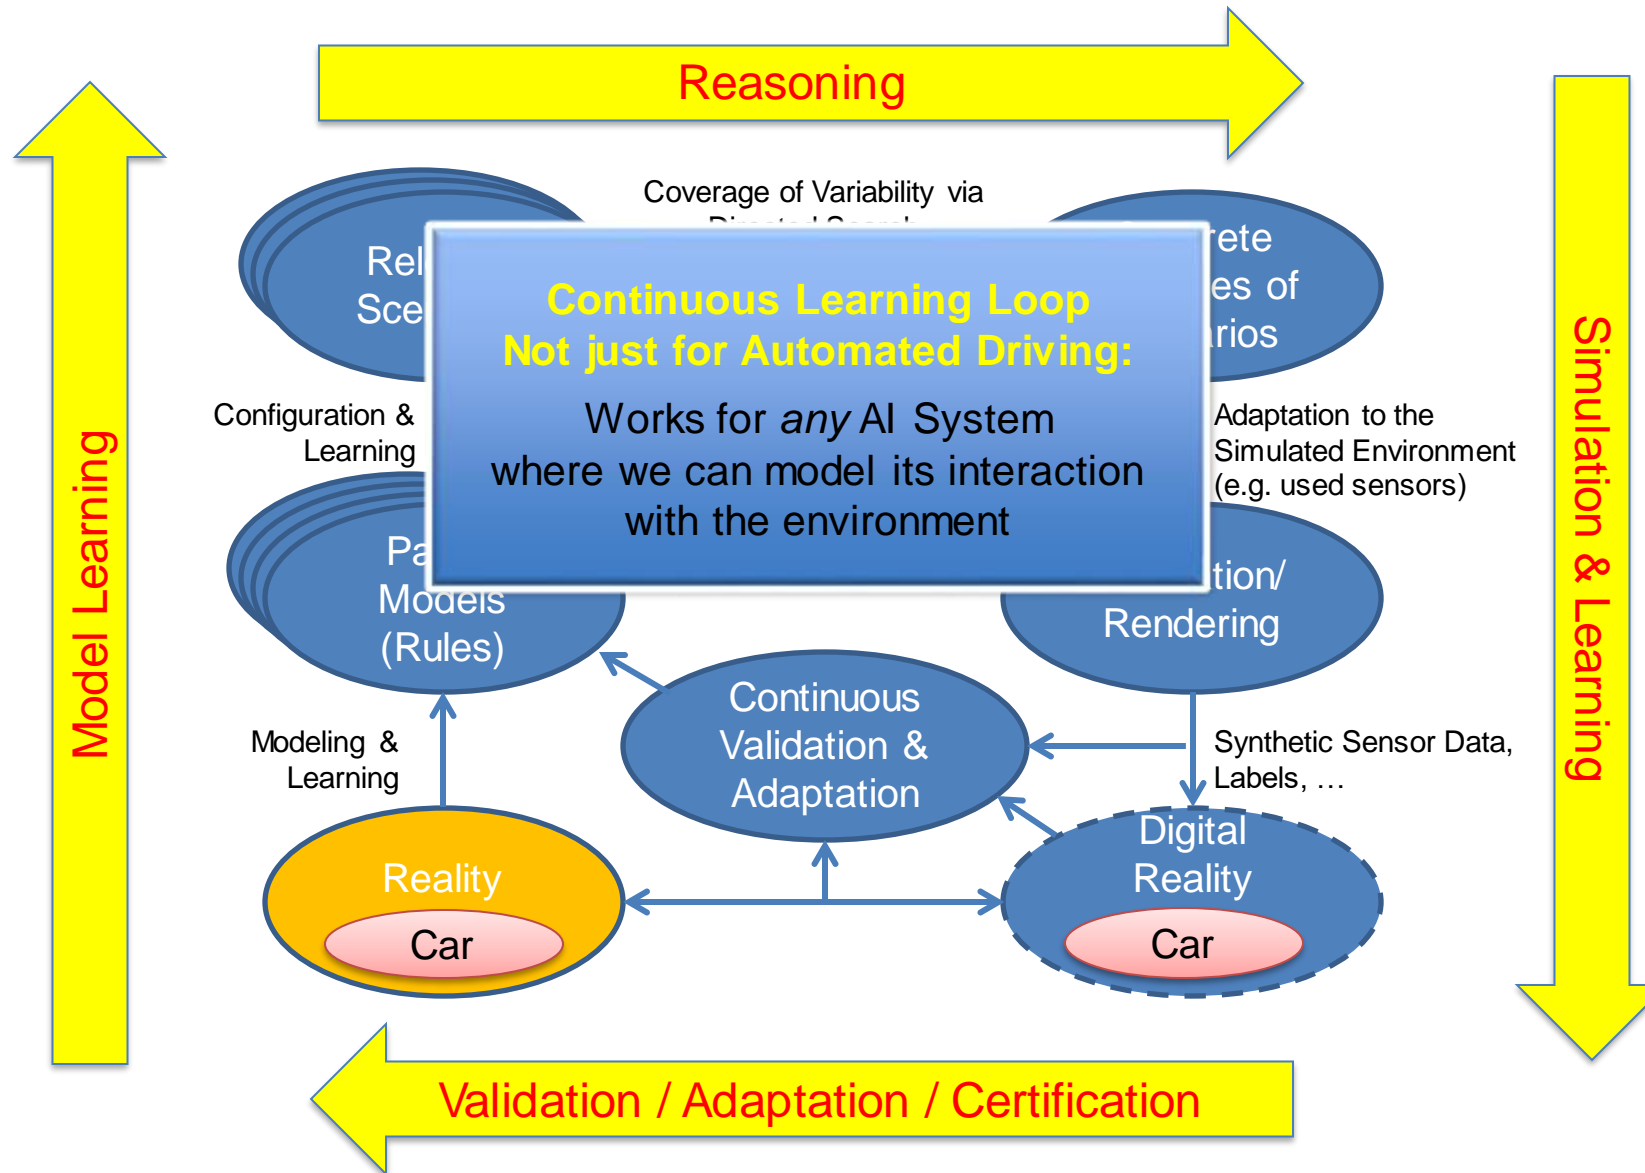 Reasoning
Coverage of Variability via
Continuous Learning Loop
Not just for Automated Driving:
Works for any AI System
where we can model its interaction
with the environment
Configuration &
Learning
Adaptation to the
Simulated Environment
(e.g. used sensors)
Models
(Rules)
Rendering
of
Continuous
Validation &
Adaptation
Modeling &
Learning
Synthetic Sensor Data,
Labels, …
Reality
Car
Digital
Reality
Car
Model Learning
Simulation & Learning
Validation / Adaptation / Certification